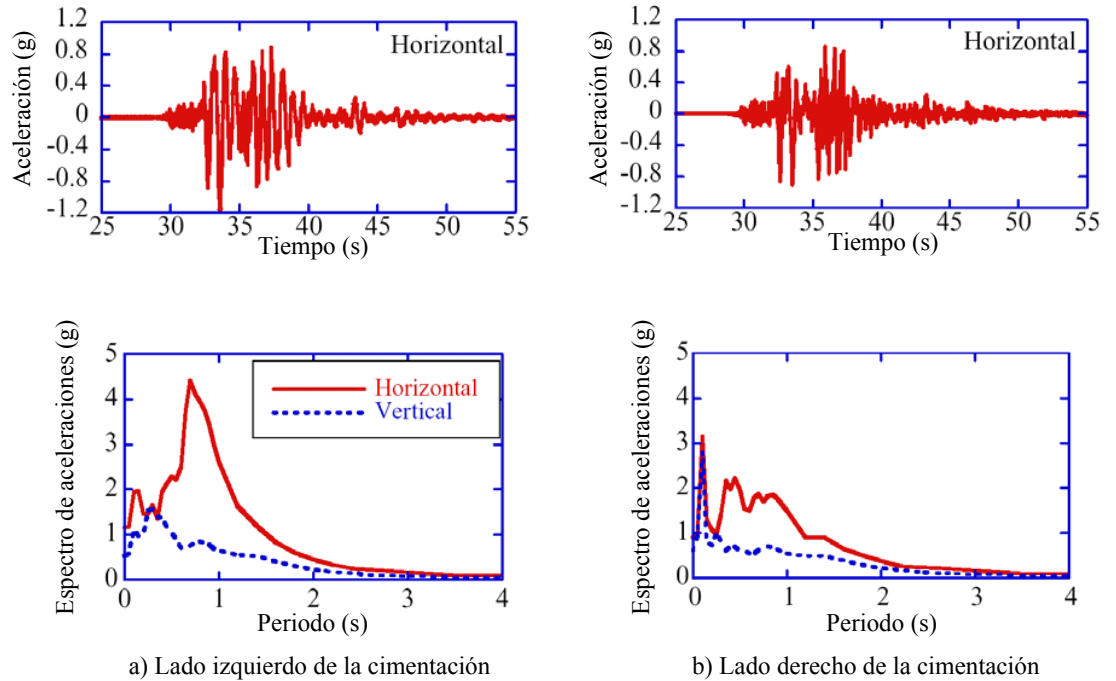 Aceleración (g)
1.2
0.8
0.4
0
-0.4
-0.8
-1.2
Horizontal
25 30 35 40 45 50 55
Tiempo (s)
Aceleración (g)
1.2
0.8
0.4
0
-0.4
-0.8
-1.2
Horizontal
25 30 35 40 45 50 55
Tiempo (s)
Espectro de aceleraciones (g)
5
4
3
2
1
0
Horizontal
Vertical
0 1 2 3 4
Periodo (s)
a) Lado izquierdo de la cimentación
Espectro de aceleraciones (g)
5
4
3
2
1
0
0 1 2 3 4
Periodo (s)
b) Lado derecho de la cimentación